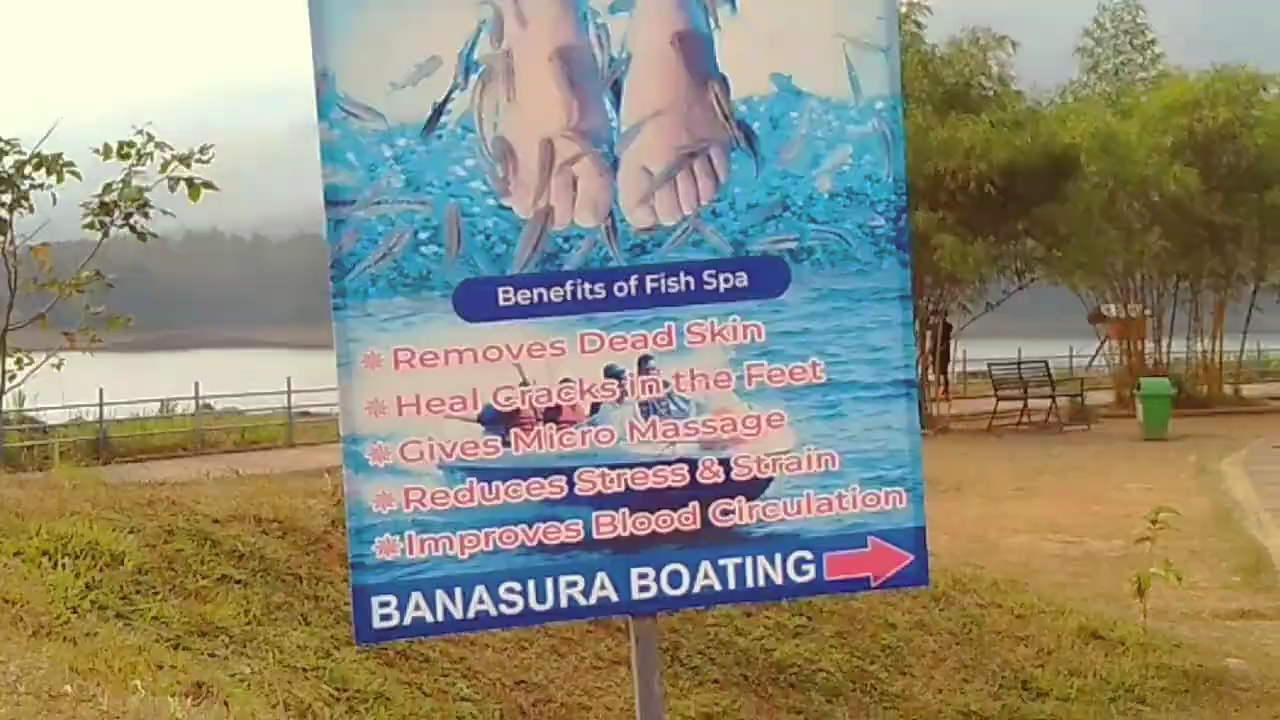 Benefits of Fish Spa
* Removes Dead Skin
* Heal Cracks in the Feet
* Gives Micro Massage
* Reduces Stress & Strain
* Improves Blood Circulation
BANASURA BOATING